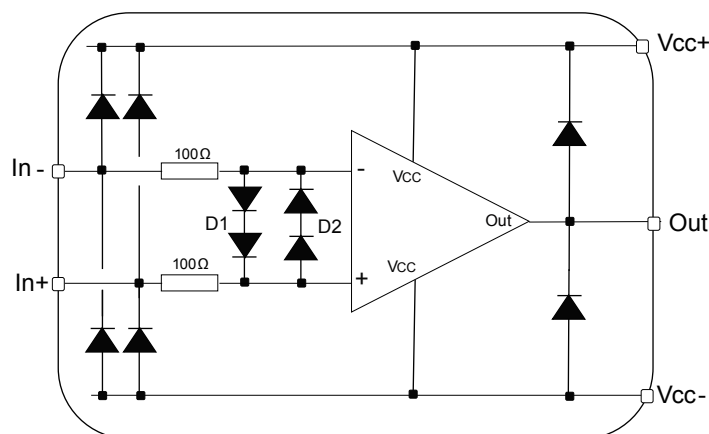 Vcc+
100Ω
In -
-
Vcc
D1
D2
Out
Out
100Ω
Vcc
In+
+
Vcc-